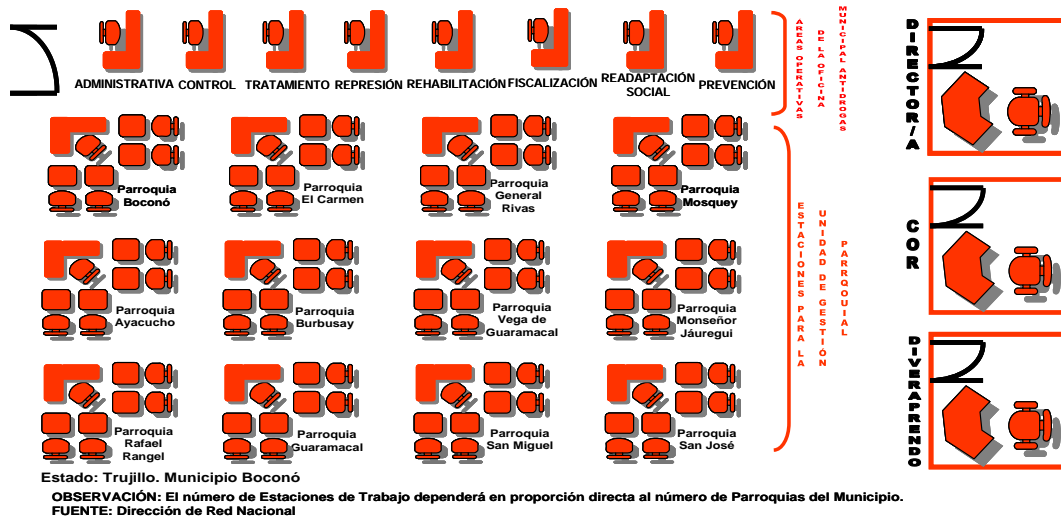 ADMINISTRATIVA
CONTROL
TRATAMIENTO
REPRESIÓN
REHABILITACIÓN
FISCALIZACIÓN
READAPTACIÓN
SOCIAL
PREVENCIÓN
AREAS OPERATIVAS
DE LA OFICINA
MUNICIPAL ANTIDROGAS
DIRECTOR/A
Parroquia
Boconó
Parroquia
El Carmen
Parroquia
General
Rivas
Parroquia
Mosquey
ESTACIONES PARA LA
UNIDAD DE GESTIÓN
PARRQOUIAL
COR
Parroquia
Ayacucho
Parroquia
Burbusay
Parroquia
Vega de
Guaramacal
Parroquia
Monseñor
Jáuregui
DIVERAPRENDO
Parroquia
Rafael
Rangel
Parroquia
Guaramacal
Parroquia
San Miguel
Parroquia
San José
Estado: Trujillo. Municipio Boconó
OBSERVACIÓN: El número de Estaciones de Trabajo dependerá en proporción directa al número de Parroquias del Municipio.
FUENTE: Dirección de Red Nacional